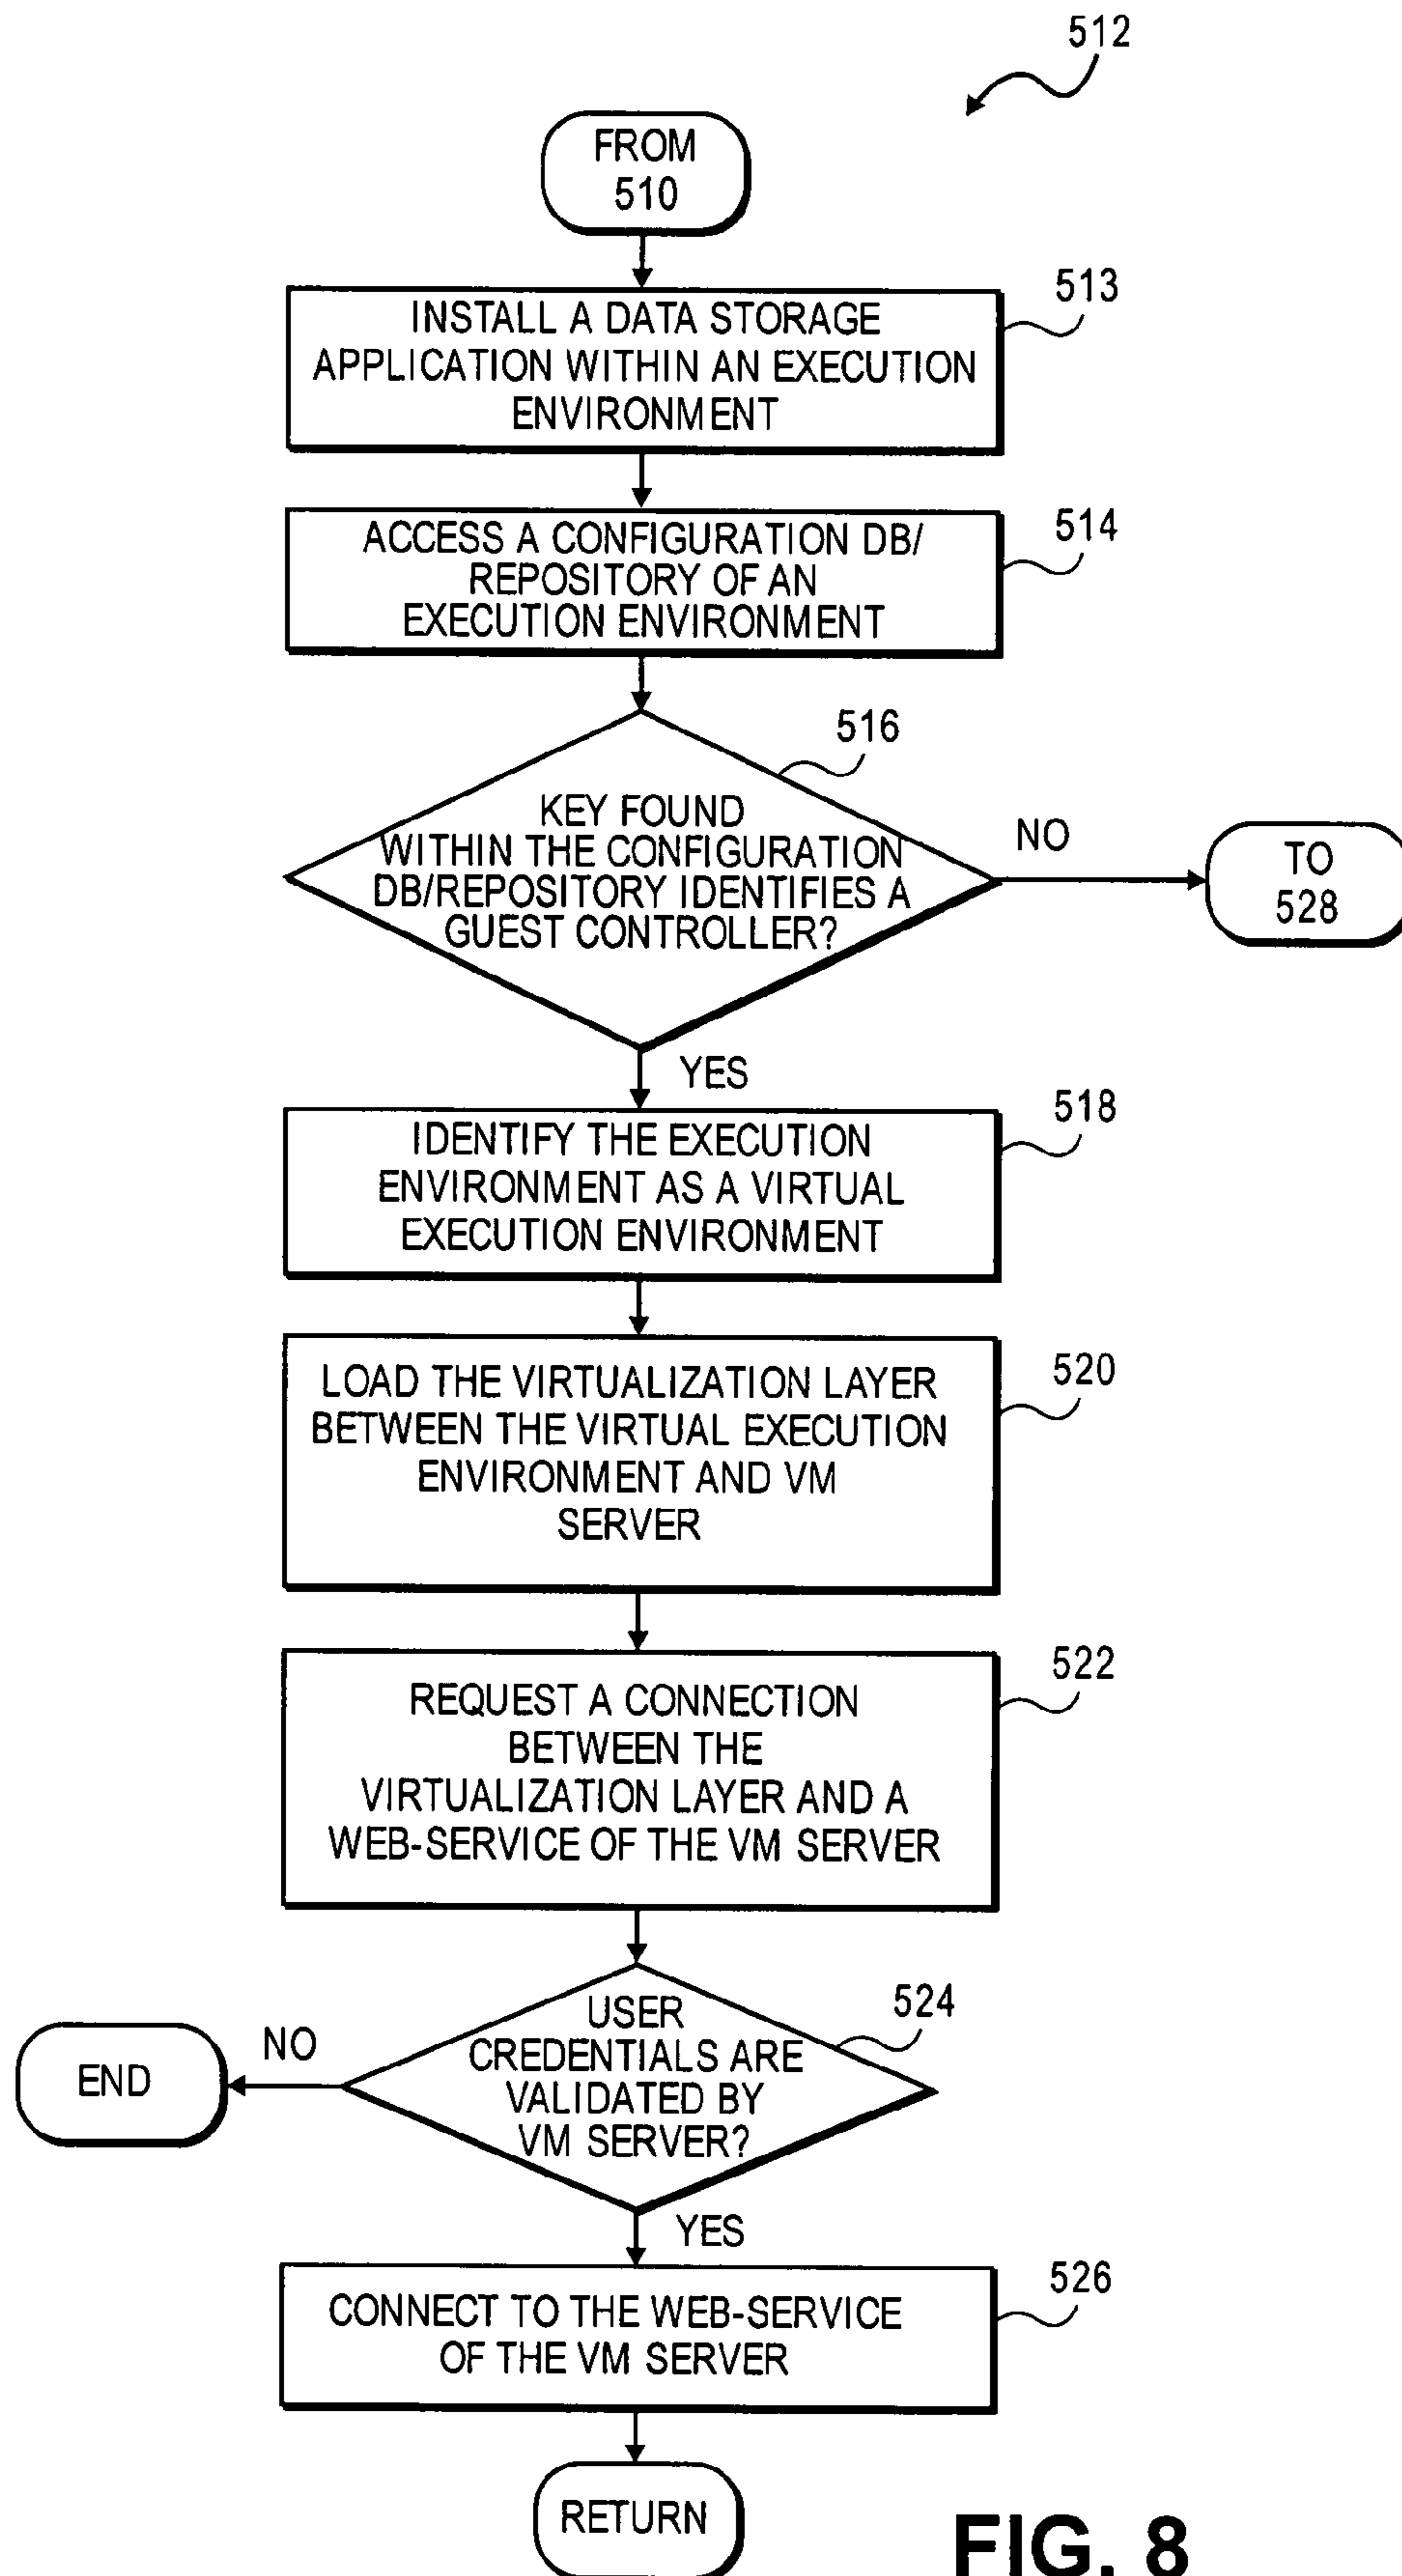 512
FROM
510
INSTALL A DATA STORAGE
APPLICATION WITHIN AN EXECUTION
ENVIRONMENT
513
ACCESS A CONFIGURATION DB/
REPOSITORY OF AN
EXECUTION ENVIRONMENT
514
516
KEY FOUND
WITHIN THE CONFIGURATION
DB/REPOSITORY IDENTIFIES A
GUEST CONTROLLER?
NO
TO
528
YES
IDENTIFY THE EXECUTION
ENVIRONMENT AS A VIRTUAL
EXECUTION ENVIRONMENT
518
LOAD THE VIRTUALIZATION LAYER
BETWEEN THE VIRTUAL EXECUTION
ENVIRONMENT AND VM
SERVER
520
REQUEST A CONNECTION
BETWEEN THE
VIRTUALIZATION LAYER AND A
WEB-SERVICE OF THE VM SERVER
522
524
USER
CREDENTIALS ARE
VALIDATED BY
VM SERVER?
NO
END
YES
CONNECT TO THE WEB-SERVICE
OF THE VM SERVER
526
RETURN
FIG. 8